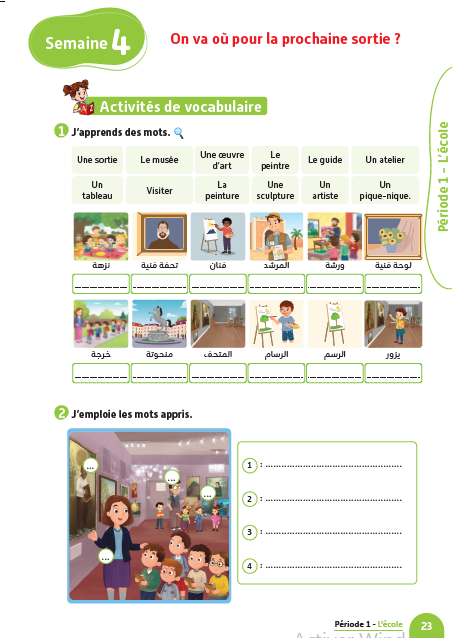 Semaine 4
On va où pour la prochaine sortie ?
Activités de vocabulaire
1 J'apprends des mots.
Une sortie Le musée Une œuvre d'art Le peintre Le guide Un atelier
Un tableau Visiter La peinture Une sculpture Un artiste Un pique-nique.
نزهة تحفة فنية فنان المرشد ورشة لوحة فنية
خرجة منحوتة المتحف الرسام الرسم يزور
2 J'emploie les mots appris.
...
...
...
...
1 : ....................................................
2 : ....................................................
3 : ....................................................
4 : ....................................................
Période 1 – L'école
Période 1 - L'école 23